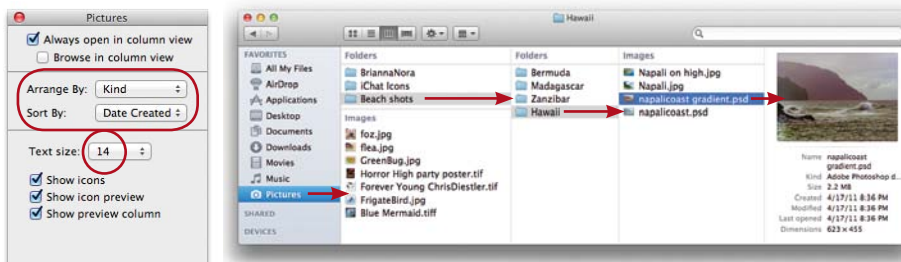 Pictures
Always open in column view
Browse in column view
Arrange By: Kind
Sort By: Date Created
Text size: 14
Show icons
Show icon preview
Show preview column
Hawaii
FAVORITES
All My Files
AirDrop
Applications
Desktop
Documents
Downloads
Movies
Music
Pictures
SHARED
DEVICES
Folders
BriannaNora
iChat Icons
Beach shots
Images
foz.jpg
flea.jpg
GreenBug.jpg
Horror High party poster.tif
Forever Young ChrisDiestler.tif
FrigateBird.jpg
Blue Mermaid.tiff
Folders
Bermuda
Madagascar
Zanzibar
Hawaii
Images
Napali on high.jpg
Napali.jpg
napalicoast gradient.psd
napalicoast.psd
Name napalicoast
gradient.psd
Kind Adobe Photoshop d...
Size 2.2 MB
Created 4/17/11 8:36 PM
Modified 4/17/11 8:36 PM
Last opened 4/17/11 8:36 PM
Dimensions 623 × 455